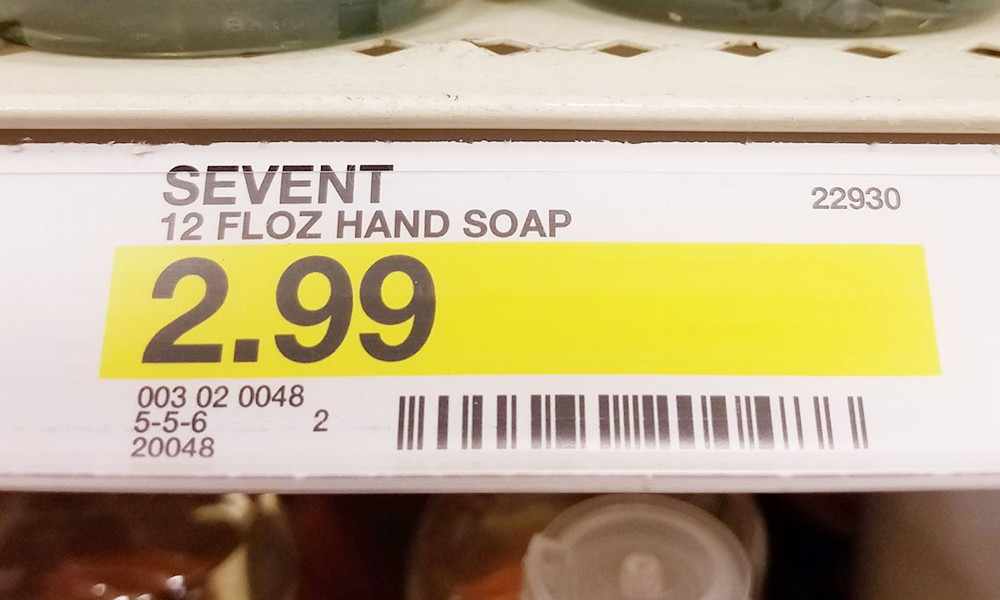 SEVENT
22930
12 FLOZ HAND SOAP
2.99
003 02 0048
5-5-6 2
20048